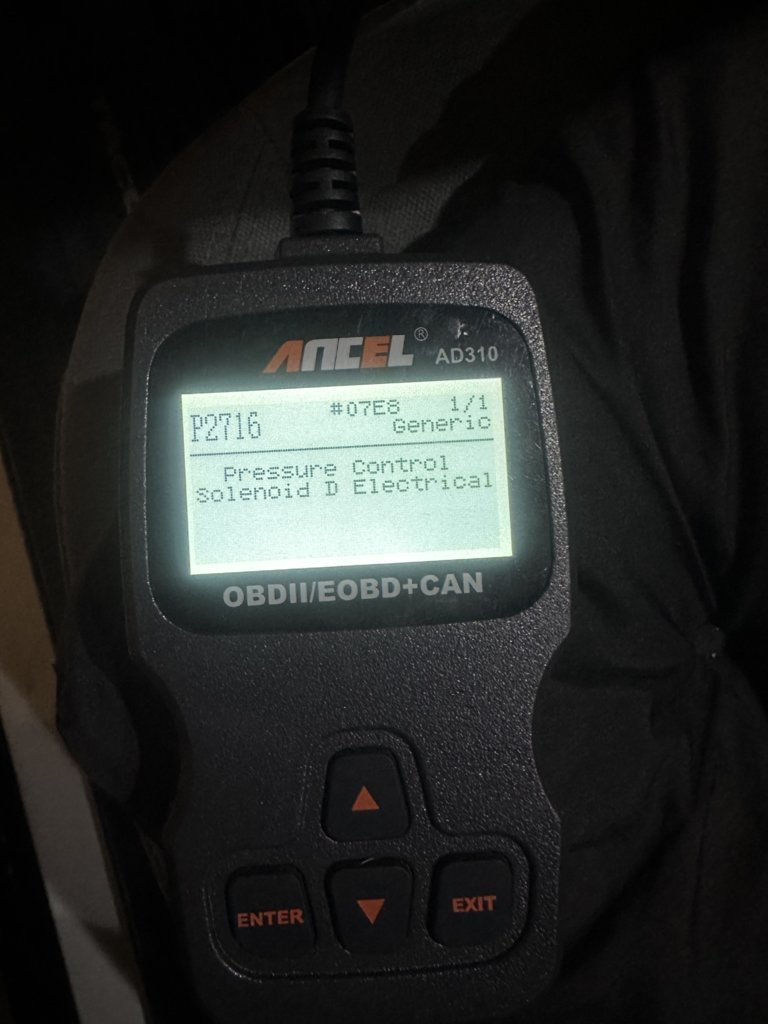 ANCEL®
AD310
P2716 #07E8 1/1
Generic
Pressure Control
Solenoid D Electrical
OBDII/EOBD+CAN
ENTER
EXIT